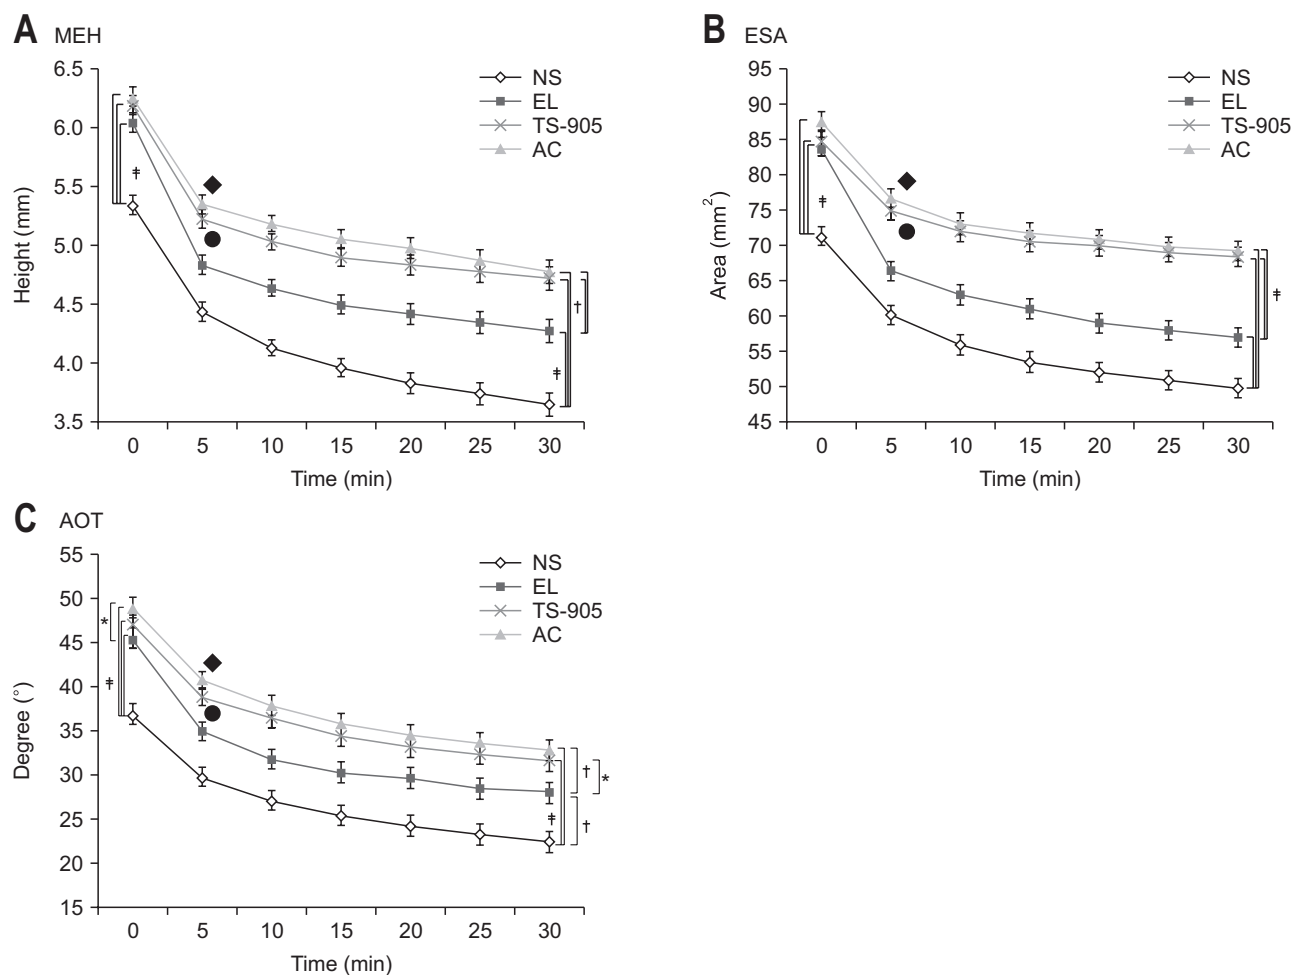 A MEH
6.5
6.0
5.5
5.0
4.5
4.0
3.5
Height (mm)
NS
EL
TS-905
AC
‡
†
‡
0 5 10 15 20 25 30
Time (min)
B ESA
95
90
85
80
75
70
65
60
55
50
45
Area (mm²)
NS
EL
TS-905
AC
‡
‡
0 5 10 15 20 25 30
Time (min)
C AOT
55
50
45
40
35
30
25
20
15
Degree (°)
NS
EL
TS-905
AC
*
‡
†
*
‡
†
0 5 10 15 20 25 30
Time (min)